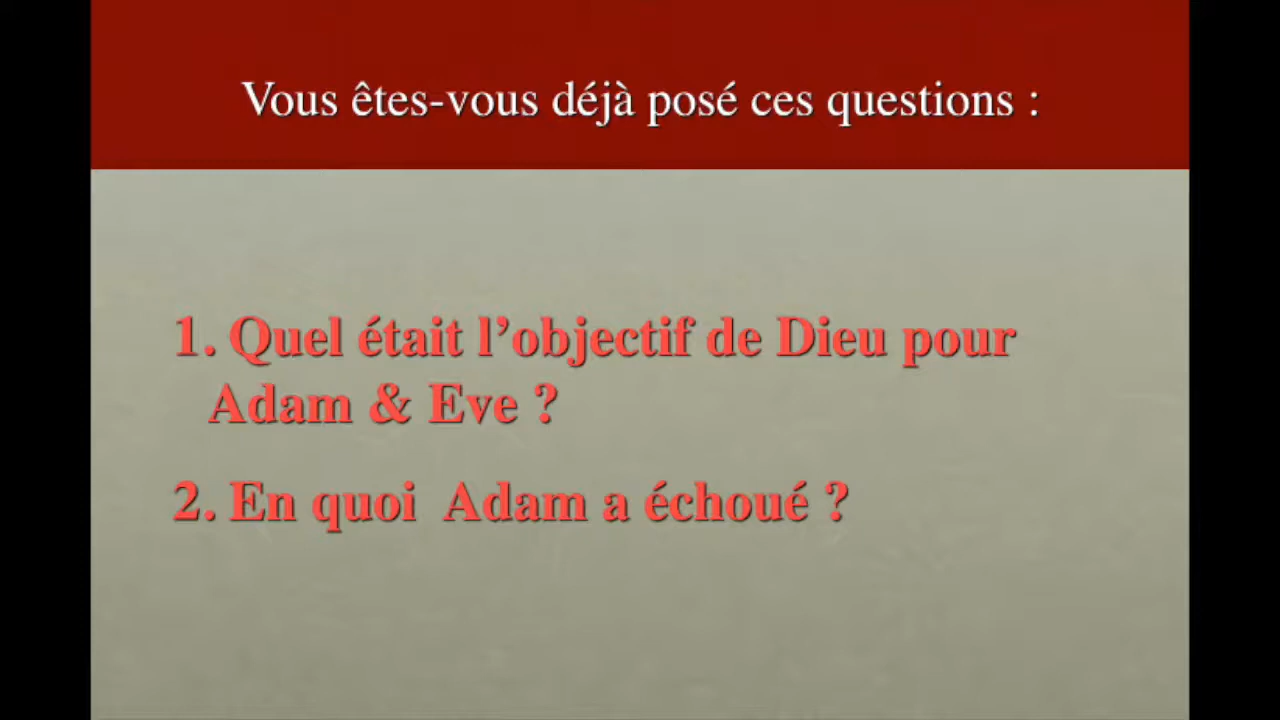 Vous êtes-vous déjà posé ces questions :
1. Quel était l’objectif de Dieu pour
Adam & Eve ?
2. En quoi  Adam a échoué ?